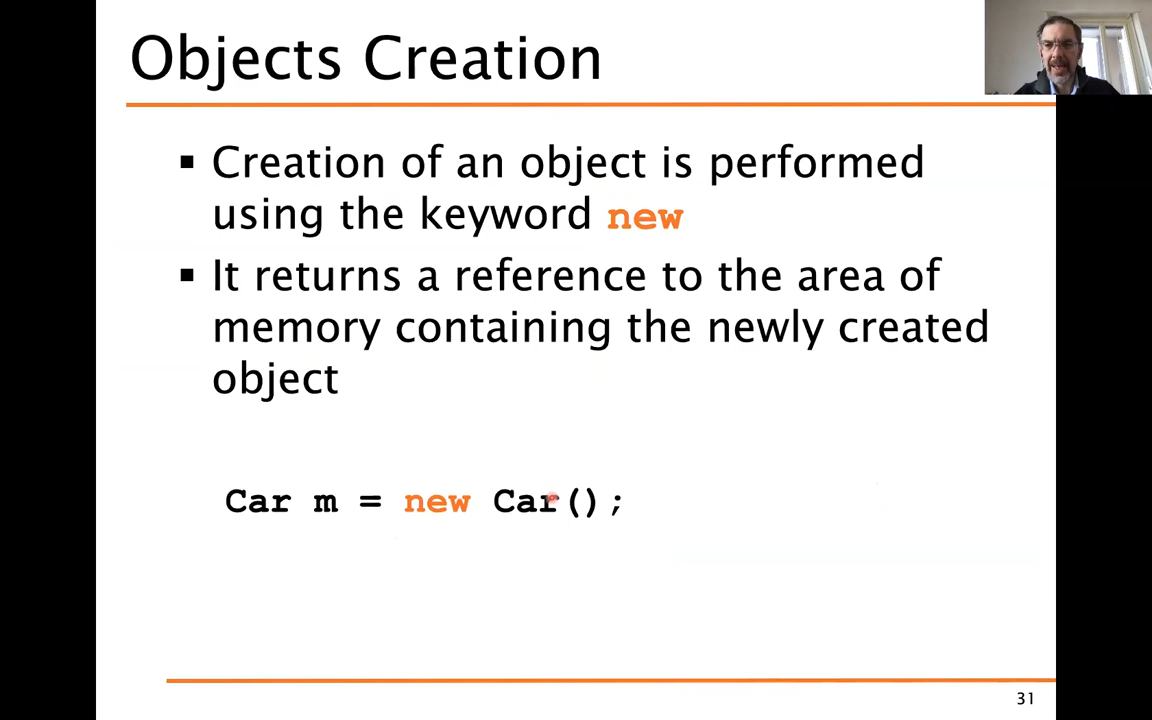 Objects Creation
▪ Creation of an object is performed
using the keyword new
▪ It returns a reference to the area of
memory containing the newly created
object
Car m = new Car();
31